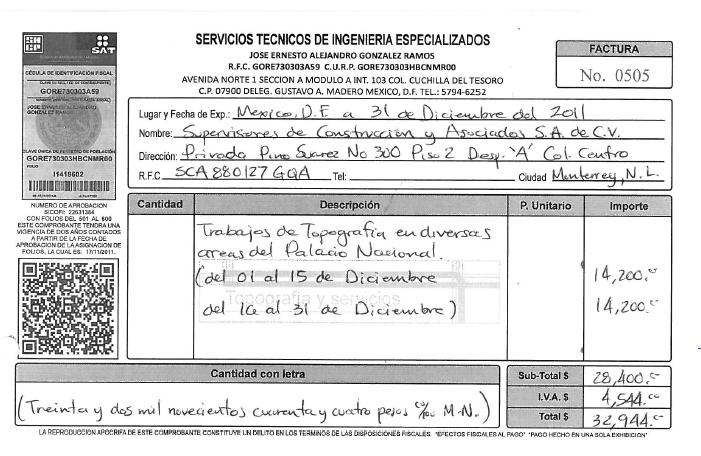 SERVICIOS TECNICOS DE INGENIERIA ESPECIALIZADOS
JOSE ERNESTO ALEJANDRO GONZALEZ RAMOS
R.F.C. GORE730303A59 C.U.R.P. GORE730303HBCNMR00
AVENIDA NORTE 1 SECCION A MODULO A INT. 103 COL. CUCHILLA DEL TESORO
C.P. 07900 DELEG. GUSTAVO A. MADERO MEXICO, D.F. TEL.: 5794-6252
FACTURA
No. 0505
SHCP SAT
CÉDULA DE IDENTIFICACIÓN FISCAL
GORE730303A59
JOSE ERNESTO ALEJANDRO
GONZALEZ RAMOS
CLAVE ÚNICA DE REGISTRO DE POBLACIÓN
GORE730303HBCNMR00
FOLIO
I1418602
NUMERO DE APROBACION
SICOFI: 22631384
CON FOLIOS DEL 501 AL 600
ESTE COMPROBANTE TENDRA UNA
VIGENCIA DE DOS AÑOS CONTADOS
A PARTIR DE LA FECHA DE
APROBACION DE LA ASIGNACION DE
FOLIOS, LA CUAL ES: 17/11/2011.
Lugar y Fecha de Exp.: Mexico, D.F. a 31 de Diciembre del 2011
Nombre: Supervisores de Construcción y Asociados S.A. de C.V.
Dirección: Privada Pino Suarez No 300 Piso 2 Desp. 'A' Col. Centro
R.F.C. SCA 880127 GQA Tel: Ciudad Monterrey, N.L.
Cantidad Descripción P. Unitario Importe
Trabajos de Topografía en diversas
areas del Palacio Nacional.
(del 01 al 15 de Diciembre 14,200.00
Topografía y servicios
del 16 al 31 de Diciembre) 14,200.00
Cantidad con letra
(Treinta y dos mil novecientos cuarenta y cuatro pesos 00/100 M.N.)
Sub-Total $ 28,400.00
I.V.A. $ 4,544.00
Total $ 32,944.00
LA REPRODUCCION APOCRIFA DE ESTE COMPROBANTE CONSTITUYE UN DELITO EN LOS TERMINOS DE LAS DISPOSICIONES FISCALES. "EFECTOS FISCALES AL PAGO" "PAGO HECHO EN UNA SOLA EXHIBICION"